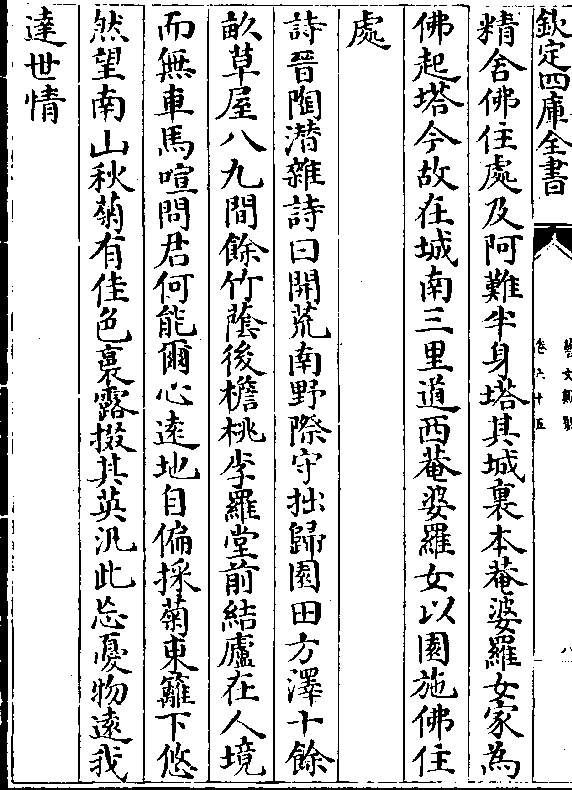 欽定四庫全書
藝文類聚
卷六十五
八
精舍佛住處及阿難半身塔其城裏本菴婆羅女家為
佛起塔今故在城南三里道西菴婆羅女以園施佛住
處
詩晉陶潛雜詩曰開荒南野際守拙歸園田方澤十餘
畝草屋八九間餘竹蔭後檐桃李羅堂前結廬在人境
而無車馬喧問君何能爾心遠地自偏採菊東籬下悠
然望南山秋菊有佳色裛露掇其英汎此忘憂物遠我
達世情